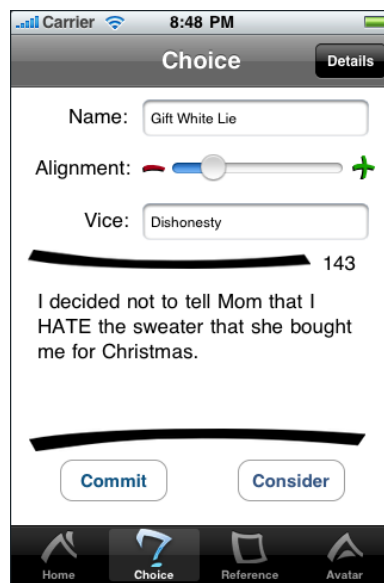 Carrier 8:48 PM
Choice Details
Name: Gift White Lie
Alignment:
Vice: Dishonesty
143
I decided not to tell Mom that I
HATE the sweater that she bought
me for Christmas.
Commit Consider
Home Choice Reference Avatar